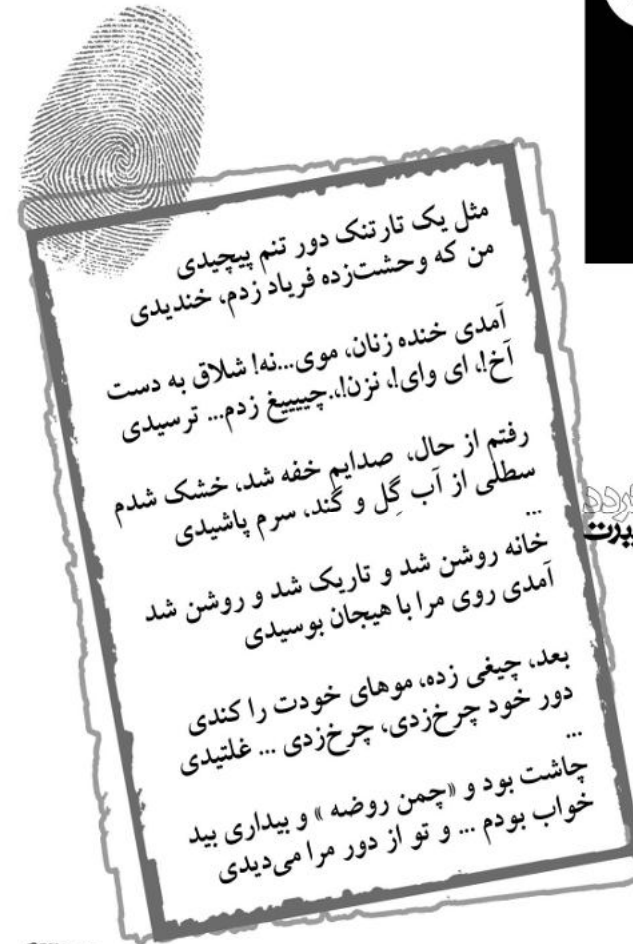 مثل یک تارتنک دور تنم پیچیدی
من که وحشت‌زده فریاد زدم، خندیدی
آمدی خنده زنان، موی...نه! شلاق به دست
آخ!، ای وای!، نزن!،.چیییییغ زدم... ترسیدی
رفتم از حال، صدایم خفه شد، خشک شدم
سطلی از آب گِل و گند، سرم پاشیدی
...
خانه روشن شد و تاریک شد و روشن شد
آمدی روی مرا با هیجان بوسیدی
بعد، چیغی زده، موهای خودت را کندی
دور خود چرخ‌زدی، چرخ‌زدی ... غلتیدی
...
چاشت بود و «چمن روضه» و بیداری بید
خواب بودم ... و تو از دور مرا می‌دیدی